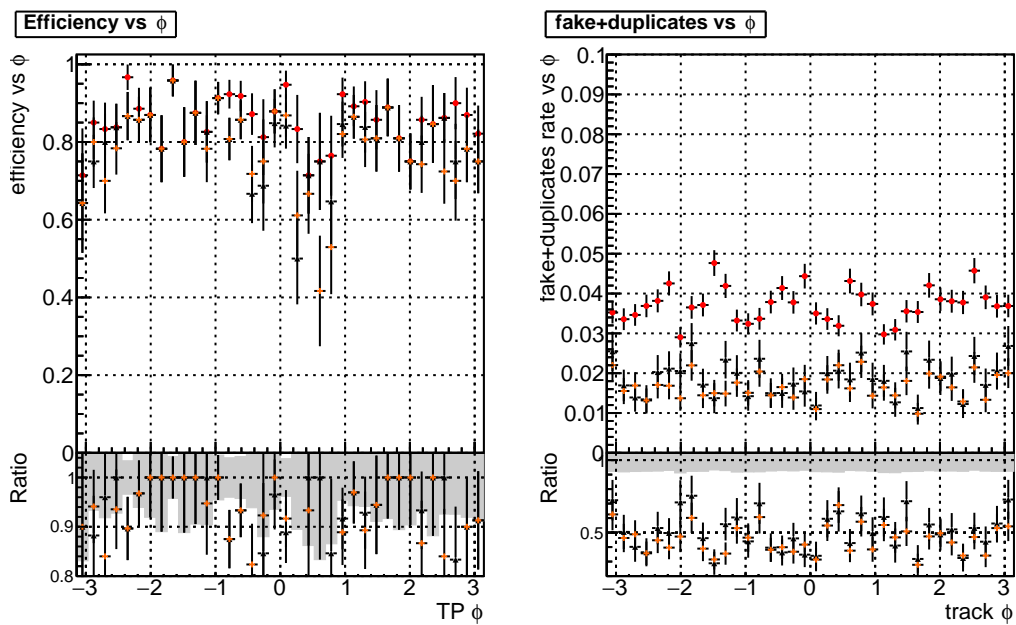 Efficiency vs ϕ
efficiency vs ϕ
1
0.8
0.6
0.4
0.2
0
Ratio
1
0.9
0.8
−3 −2 −1 0 1 2 3
TP ϕ
fake+duplicates vs ϕ
fake+duplicates rate vs ϕ
0.1
0.09
0.08
0.07
0.06
0.05
0.04
0.03
0.02
0.01
0
Ratio
1
0.5
−3 −2 −1 0 1 2 3
track ϕ